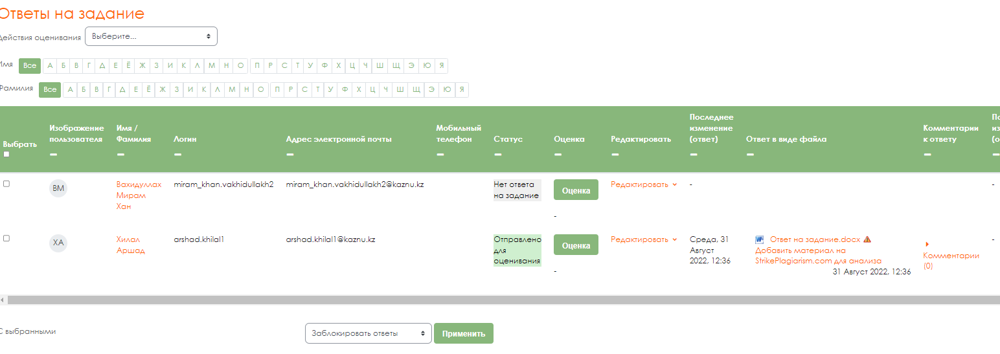 Ответы на задание
Действия оценивания Выберите...
Имя Все А Б В Г Д Е Ё Ж З И К Л М Н О П Р С Т У Ф Х Ц Ч Ш Щ Э Ю Я
Фамилия Все А Б В Г Д Е Ё Ж З И К Л М Н О П Р С Т У Ф Х Ц Ч Ш Щ Э Ю Я
Выбрать
Изображение
пользователя
Имя /
Фамилия
Логин
Адрес электронной почты
Мобильный
телефон
Статус
Оценка
Редактировать
Последнее
изменение
(ответ)
Ответ в виде файла
Комментарии
к ответу
ВМ
Вахидуллах
Мирам
Хан
miram_khan.vakhidullakh2
miram_khan.vakhidullakh2@kaznu.kz
Нет ответа
на задание
Оценка
-
Редактировать
-
-
ХА
Хилал
Аршад
arshad.khilal1
arshad.khilal1@kaznu.kz
Отправлено
для
оценивания
Оценка
-
Редактировать
Среда, 31
Август
2022, 12:36
Ответ на задание.docx
Добавить материал на
StrikePlagiarism.com для анализа
31 Август 2022, 12:36
Комментарии
(0)
-
С выбранными Заблокировать ответы Применить